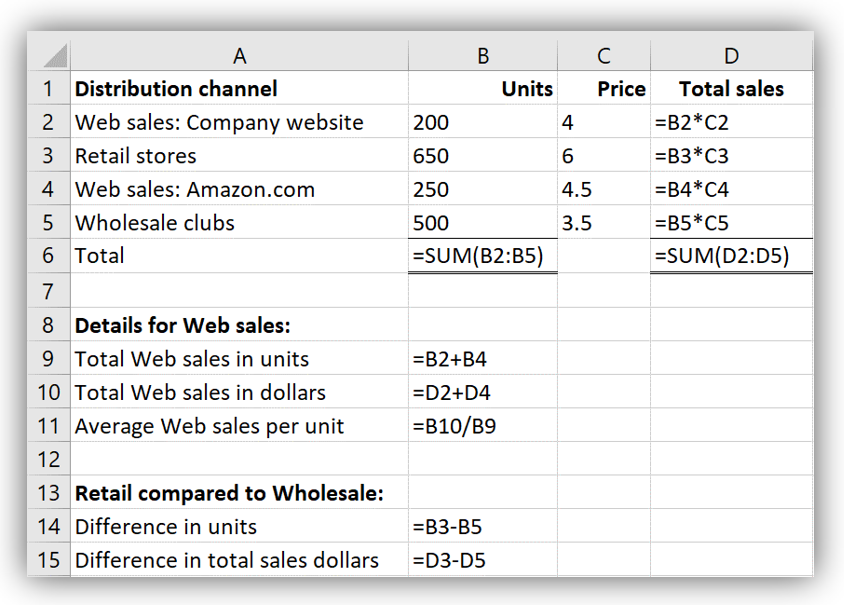 A B C D
1 Distribution channel Units Price Total sales
2 Web sales: Company website 200 4 =B2*C2
3 Retail stores 650 6 =B3*C3
4 Web sales: Amazon.com 250 4.5 =B4*C4
5 Wholesale clubs 500 3.5 =B5*C5
6 Total =SUM(B2:B5) =SUM(D2:D5)
7
8 Details for Web sales:
9 Total Web sales in units =B2+B4
10 Total Web sales in dollars =D2+D4
11 Average Web sales per unit =B10/B9
12
13 Retail compared to Wholesale:
14 Difference in units =B3-B5
15 Difference in total sales dollars =D3-D5